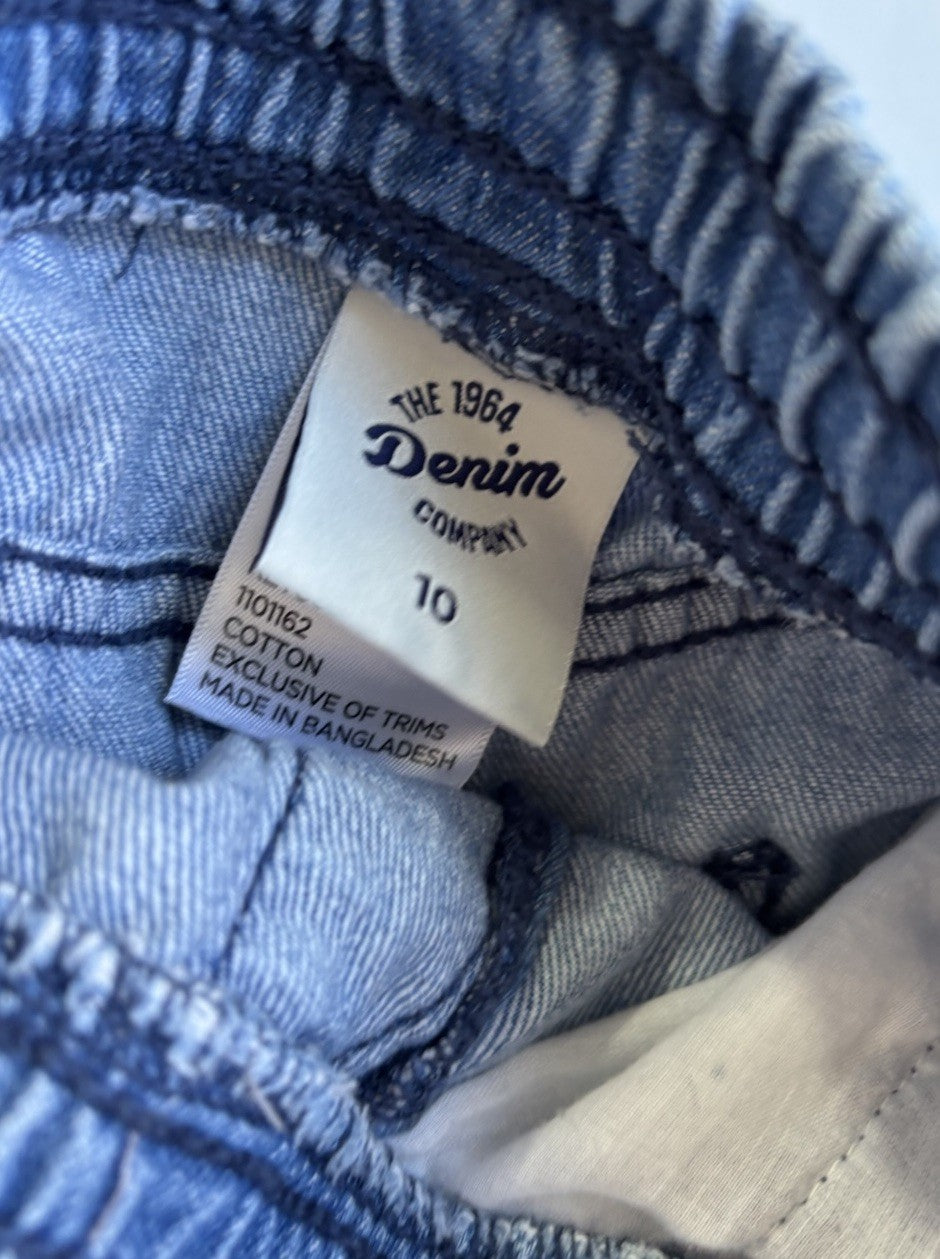 THE 1964
Denim
COMPANY
10
1101162
COTTON
EXCLUSIVE OF TRIMS
MADE IN BANGLADESH